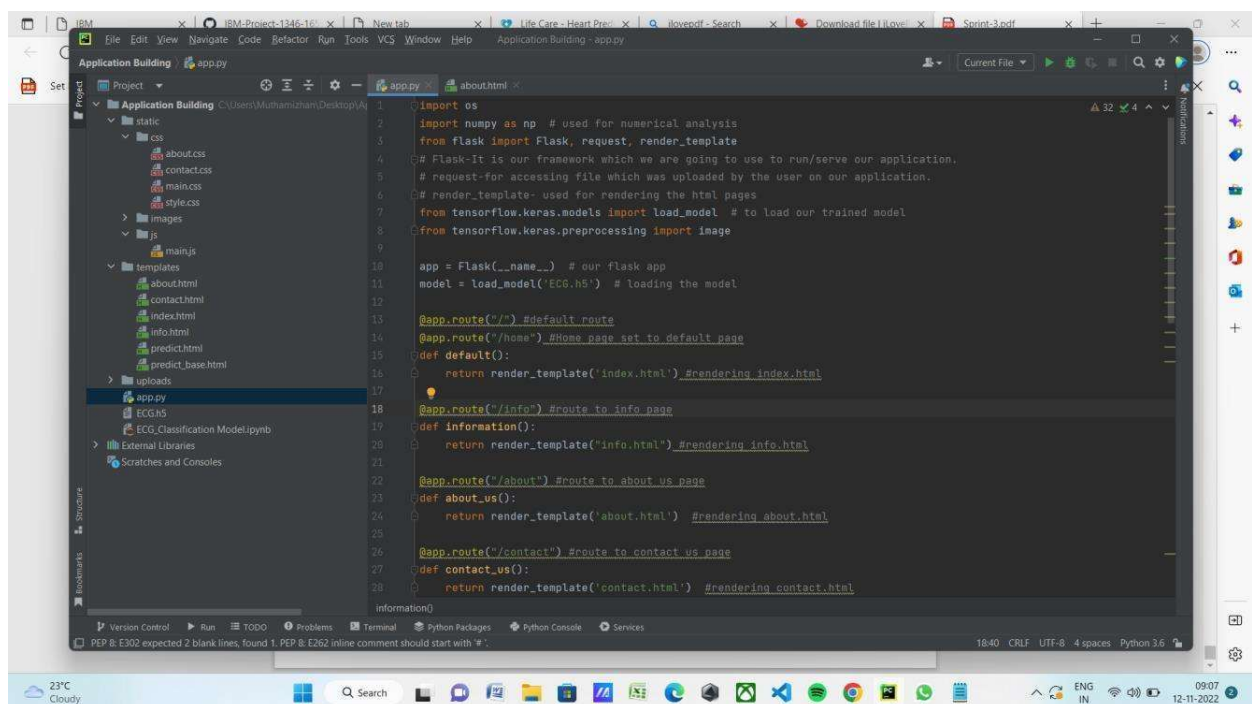 IBM
IBM-Project-1346-16
New tab
Life Care - Heart Pred
ilovepdf - Search
Download file | iLove
Sprint-3.pdf
File Edit View Navigate Code Refactor Run Tools VCS Window Help Application Building - app.py
Application Building app.py
Current File
Set
Project
app.py
about.html
Project
Application Building C:\Users\Muthamizham\Desktop\A
static
css
about.css
contact.css
main.css
style.css
images
js
main.js
templates
about.html
contact.html
index.html
info.html
predict.html
predict_base.html
uploads
app.py
ECG.h5
ECG_Classification Model.ipynb
External Libraries
Scratches and Consoles
Structure
Bookmarks
Notifications
32 4
1 import os
2 import numpy as np # used for numerical analysis
3 from flask import Flask, request, render_template
4 # Flask-It is our framework which we are going to use to run/serve our application.
5 # request-for accessing file which was uploaded by the user on our application.
6 # render_template- used for rendering the html pages
7 from tensorflow.keras.models import load_model # to load our trained model
8 from tensorflow.keras.preprocessing import image
9
10 app = Flask(__name__) # our flask app
11 model = load_model('ECG.h5') # loading the model
12
13 @app.route("/") #default route
14 @app.route("/home") #Home page set to default page
15 def default():
16 return render_template('index.html') #rendering index.html
17
18 @app.route("/info") #route to info page
19 def information():
20 return render_template("info.html") #rendering info.html
21
22 @app.route("/about") #route to about us page
23 def about_us():
24 return render_template('about.html') #rendering about.html
25
26 @app.route("/contact") #route to contact us page
27 def contact_us():
28 return render_template('contact.html') #rendering contact.html
information()
Version Control Run TODO Problems Terminal Python Packages Python Console Services
PEP 8: E302 expected 2 blank lines, found 1. PEP 8: E262 inline comment should start with '# '.
18:40 CRLF UTF-8 4 spaces Python 3.6
23°C
Cloudy
Search
ENG
IN
09:07
12-11-2022
2